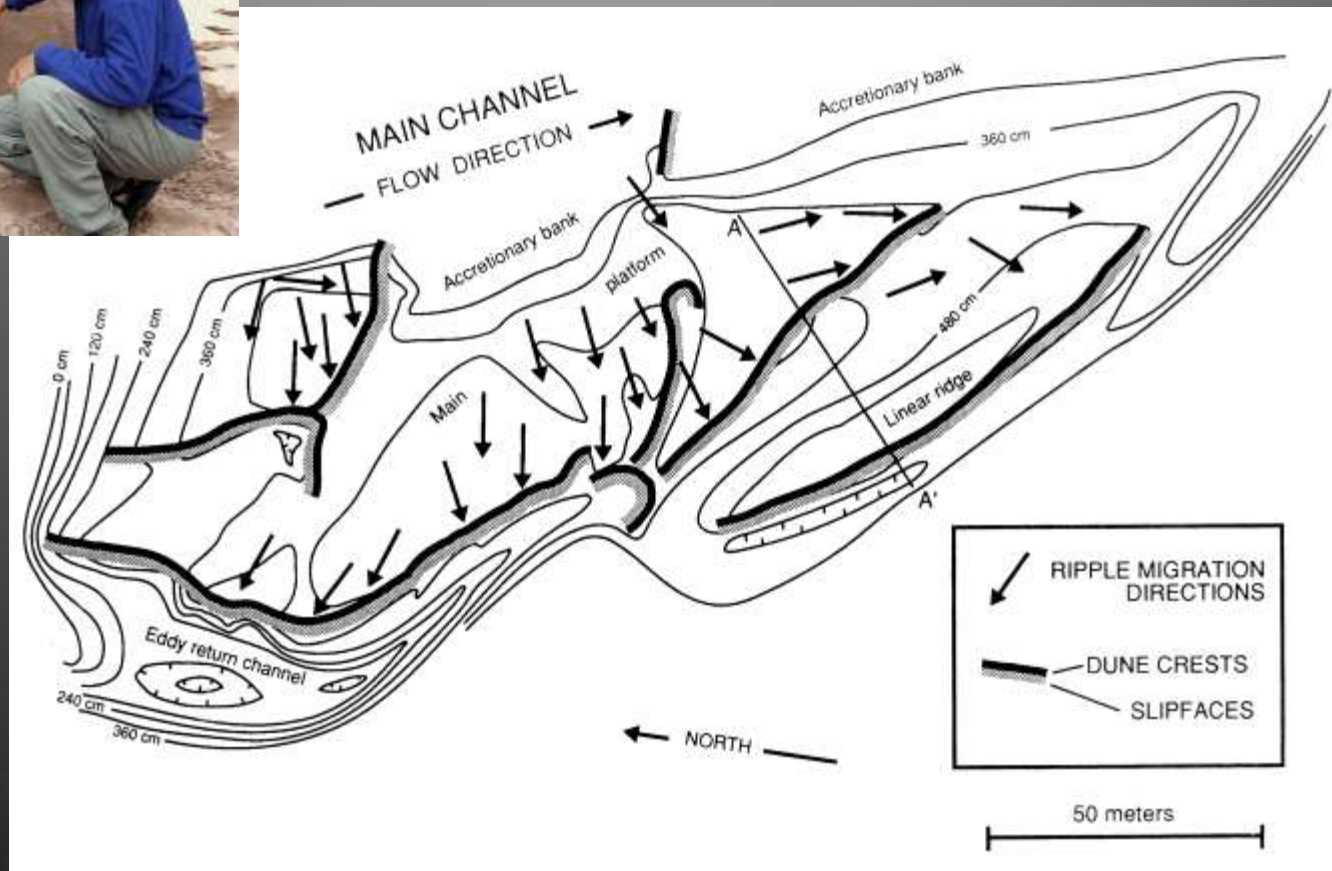 MAIN CHANNEL
FLOW DIRECTION
Accretionary bank
360 cm
Accretionary bank
platform
A
0 cm
120 cm
240 cm
360 cm
480 cm
Main
Linear ridge
A'
Eddy return channel
240 cm
360 cm
NORTH
RIPPLE MIGRATION
DIRECTIONS
DUNE CRESTS
SLIPFACES
50 meters